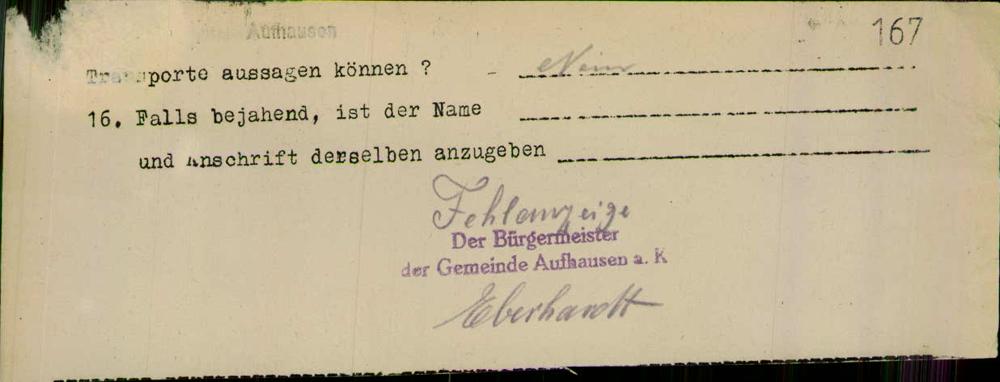 Aufhausen
167
Transporte aussagen können ? - Nein
16. Falls bejahend, ist der Name
und Anschrift derselben anzugeben
Fehlanzeige
Der Bürgermeister
der Gemeinde Aufhausen a. K
Eberhardt